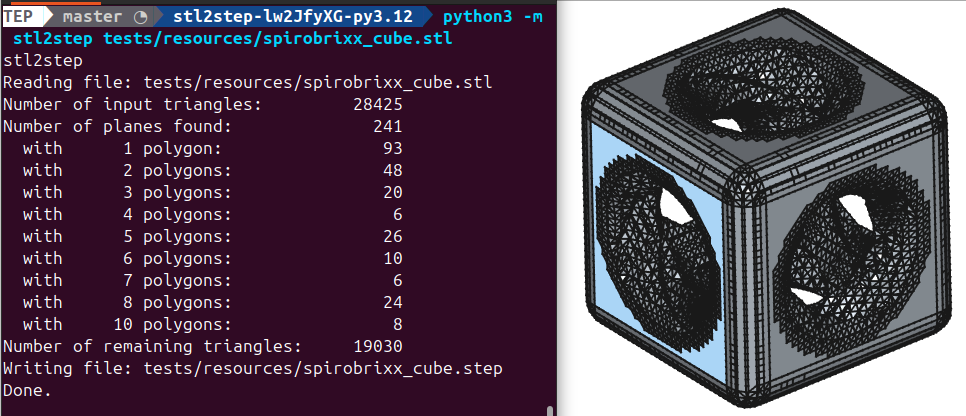 TEP master stl2step-lw2JfyXG-py3.12 python3 -m
stl2step tests/resources/spirobrixx_cube.stl
stl2step
Reading file: tests/resources/spirobrixx_cube.stl
Number of input triangles: 28425
Number of planes found: 241
with 1 polygon: 93
with 2 polygons: 48
with 3 polygons: 20
with 4 polygons: 6
with 5 polygons: 26
with 6 polygons: 10
with 7 polygons: 6
with 8 polygons: 24
with 10 polygons: 8
Number of remaining triangles: 19030
Writing file: tests/resources/spirobrixx_cube.step
Done.